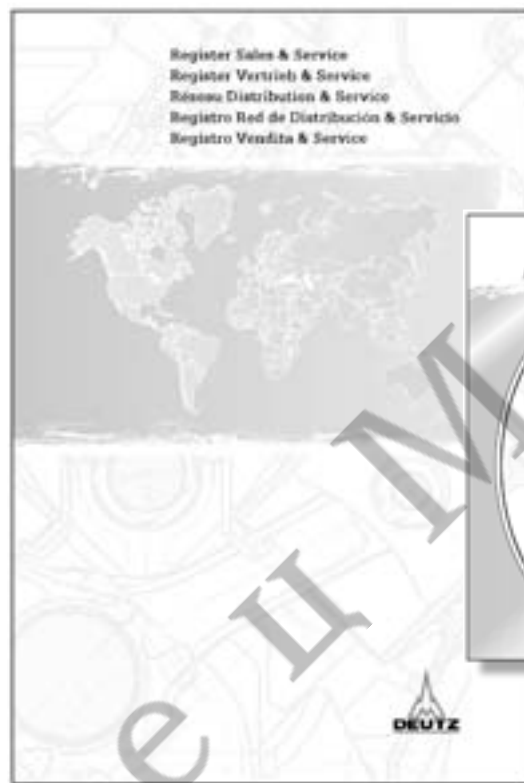 Register Sales & Service
Register Vertrieb & Service
Réseau Distribution & Service
Registro Red de Distribución & Servicio
Registro Vendita & Service
DEUTZ
е ц М